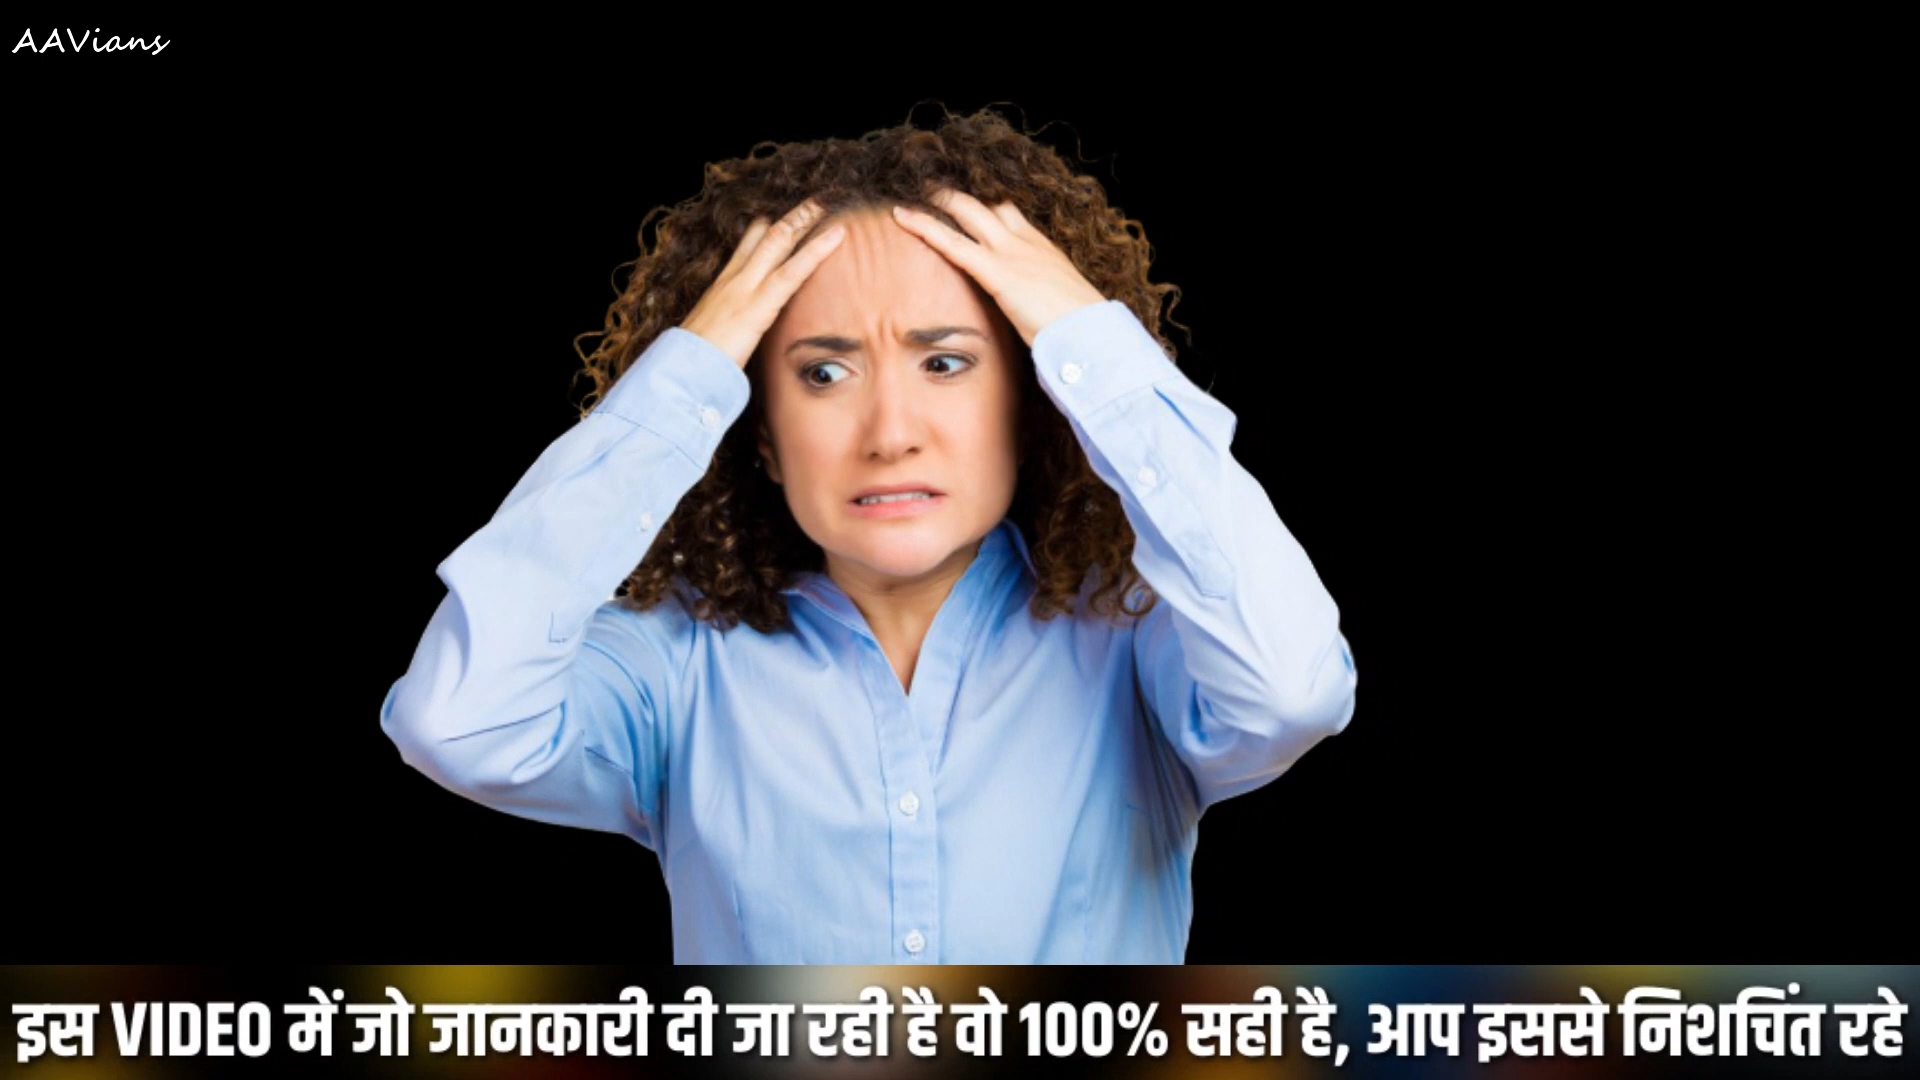 AAVians
इस VIDEO में जो जानकारी दी जा रही है वो 100% सही है, आप इससे निशचिंत रहे